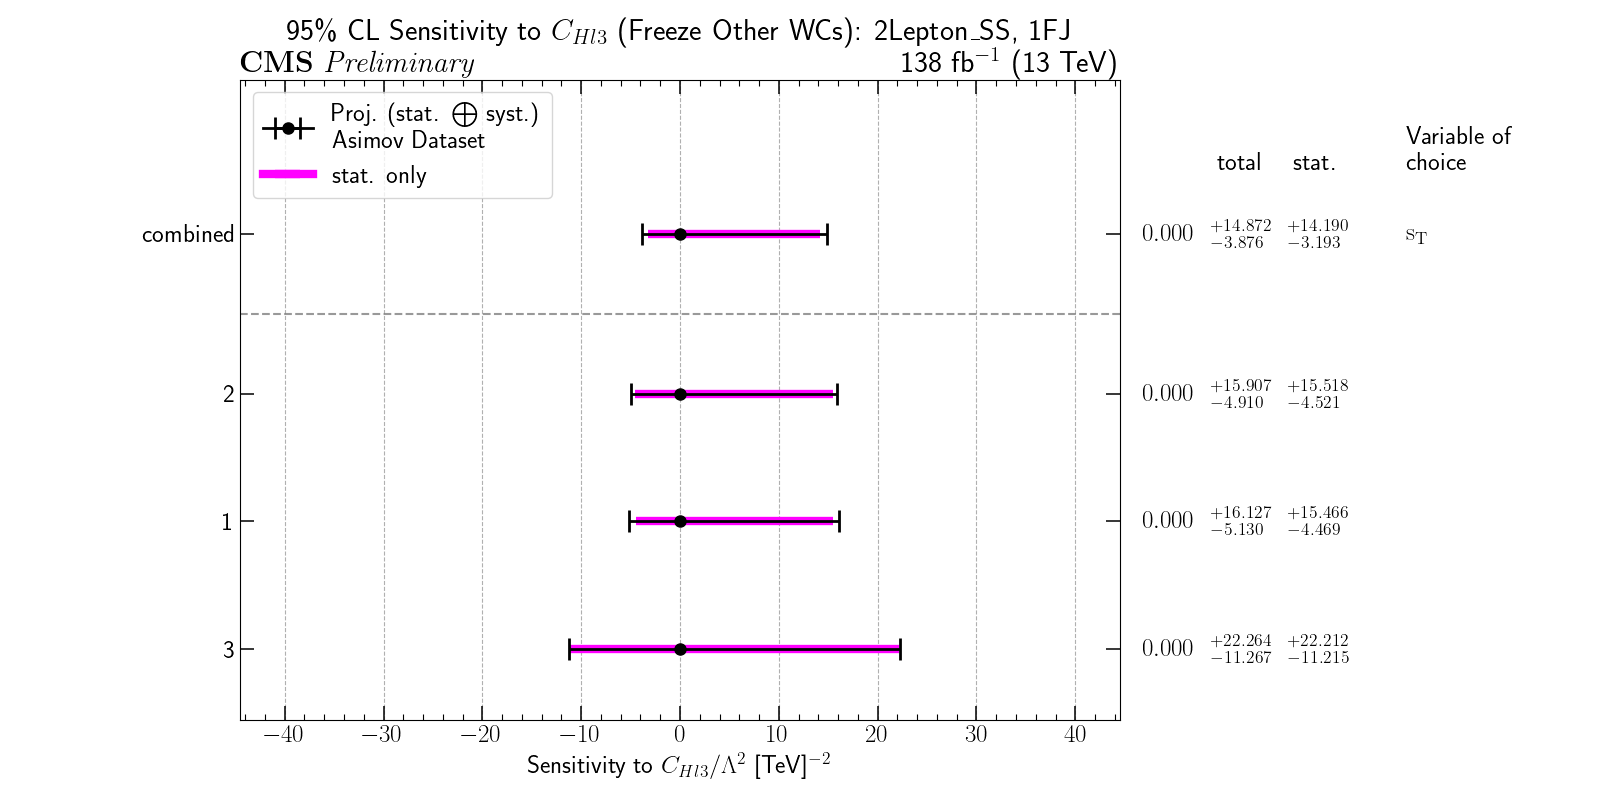 95% CL Sensitivity to C_{Hl3} (Freeze Other WCs): 2Lepton_SS, 1FJ
CMS Preliminary 138 fb^{−1} (13 TeV)
Proj. (stat. ⨁ syst.)
Asimov Dataset
stat. only
Variable of
choice
total stat.
combined 0.000 +14.872 −3.876 +14.190 −3.193 s_T
2 0.000 +15.907 −4.910 +15.518 −4.521
1 0.000 +16.127 −5.130 +15.466 −4.469
3 0.000 +22.264 −11.267 +22.212 −11.215
−40 −30 −20 −10 0 10 20 30 40
Sensitivity to C_{Hl3}/Λ^2 [TeV]^{−2}